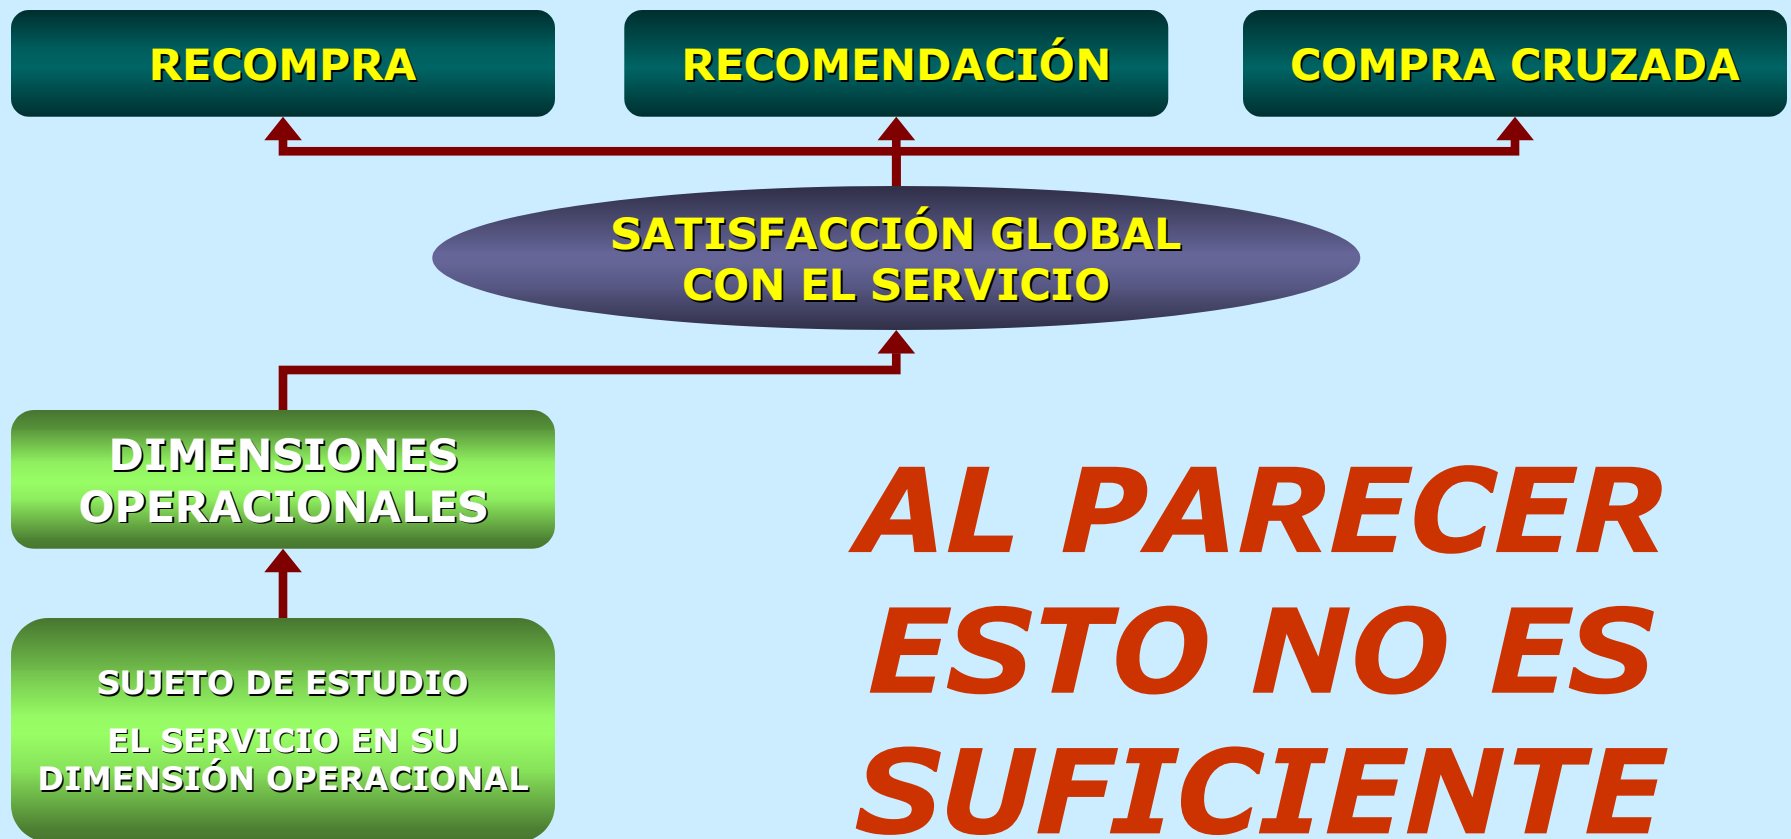 RECOMPRA
RECOMENDACIÓN
COMPRA CRUZADA
SATISFACCIÓN GLOBAL
CON EL SERVICIO
DIMENSIONES
OPERACIONALES
SUJETO DE ESTUDIO
EL SERVICIO EN SU
DIMENSIÓN OPERACIONAL
AL PARECER
ESTO NO ES
SUFICIENTE